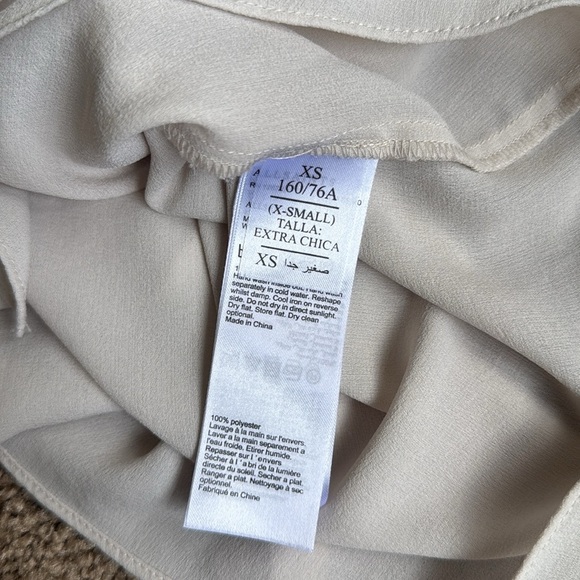 XS
160/76A
(X-SMALL)
TALLA:
EXTRA CHICA
XS صغير جدا
Hand wash inside out. Hand wash
separately in cold water. Reshape
whilst damp. Cool iron on reverse
side. Do not dry in direct sunlight.
Dry flat. Store flat. Dry clean
optional.
Made in China
100% polyester
Lavage à la main sur l'envers.
Laver a la main separement a
l'eau froide. Etirer humide.
Repasser sur l'envers
Sécher à l'abri de la lumière
directe du soleil. Sécher a plat.
Ranger a plat. Nettoyage à sec
optionnel.
Fabriqué en Chine